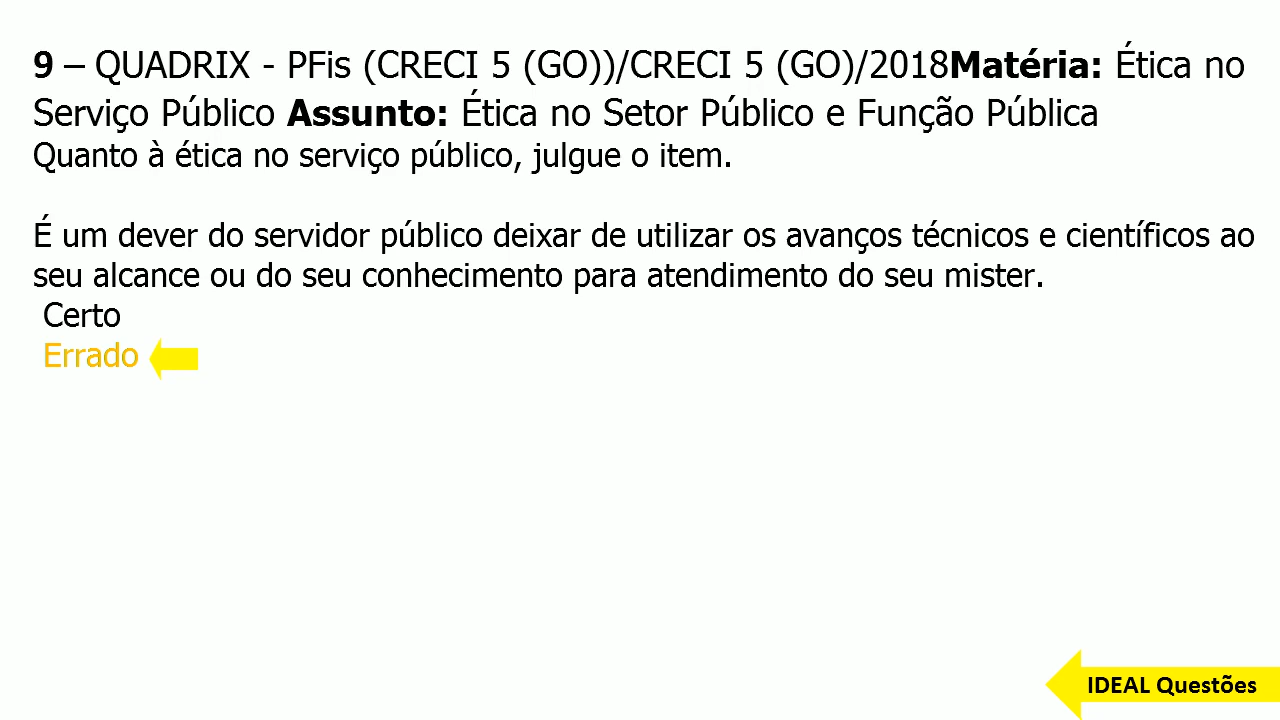 9 – QUADRIX - PFis (CRECI 5 (GO))/CRECI 5 (GO)/2018Matéria: Ética no
Serviço Público Assunto: Ética no Setor Público e Função Pública
Quanto à ética no serviço público, julgue o item.
É um dever do servidor público deixar de utilizar os avanços técnicos e científicos ao
seu alcance ou do seu conhecimento para atendimento do seu mister.
Certo
Errado
IDEAL Questões